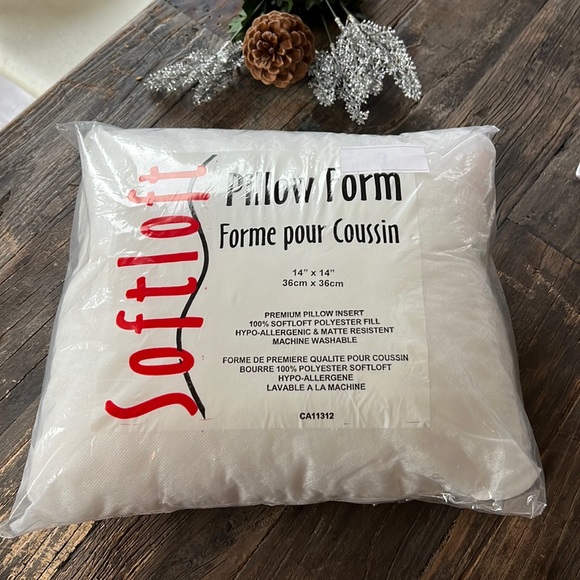 Softloft
Pillow Form
Forme pour Coussin
14" x 14"
36cm x 36cm
PREMIUM PILLOW INSERT
100% SOFTLOFT POLYESTER FILL
HYPO-ALLERGENIC & MATTE RESISTENT
MACHINE WASHABLE
FORME DE PREMIERE QUALITE POUR COUSSIN
BOURRE 100% POLYESTER SOFTLOFT
HYPO-ALLERGENE
LAVABLE A LA MACHINE
CA11312